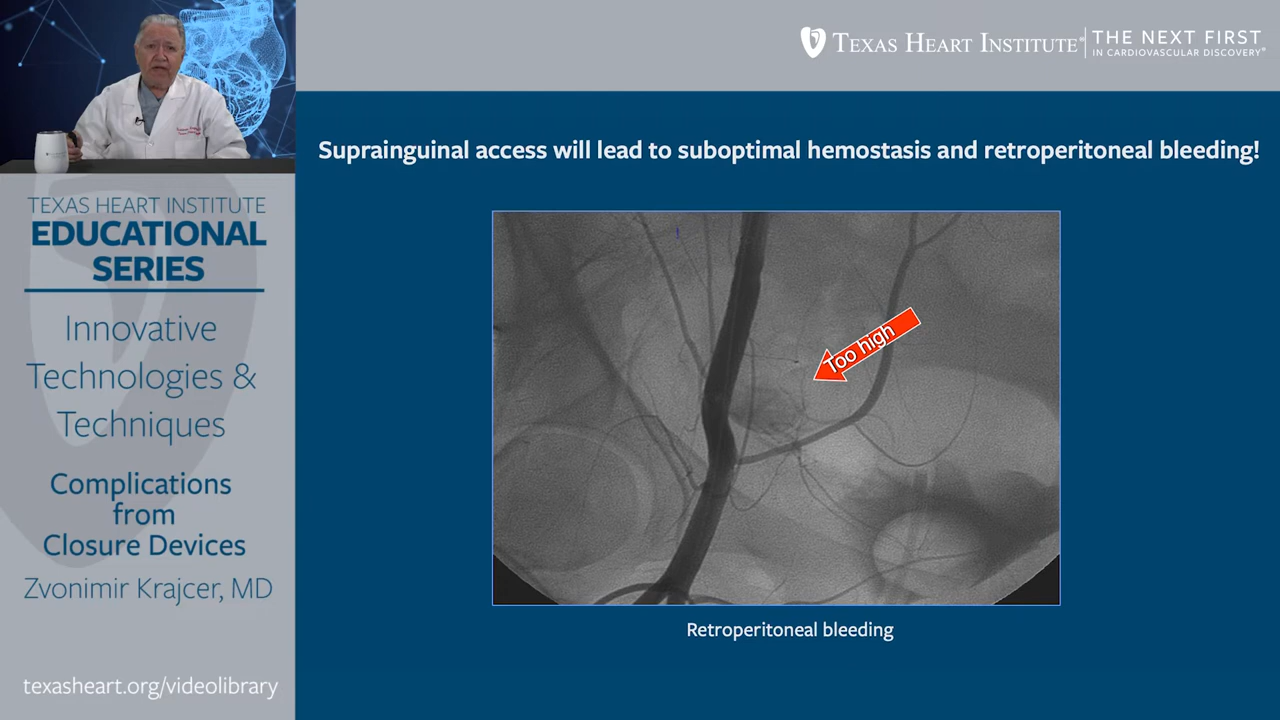 TEXAS HEART INSTITUTE®
THE NEXT FIRST
IN CARDIOVASCULAR DISCOVERY®
TEXAS HEART INSTITUTE
EDUCATIONAL
SERIES
Innovative
Technologies &
Techniques
Complications
from
Closure Devices
Zvonimir Krajcer, MD
texasheart.org/videolibrary
Suprainguinal access will lead to suboptimal hemostasis and retroperitoneal bleeding!
Too high
Retroperitoneal bleeding